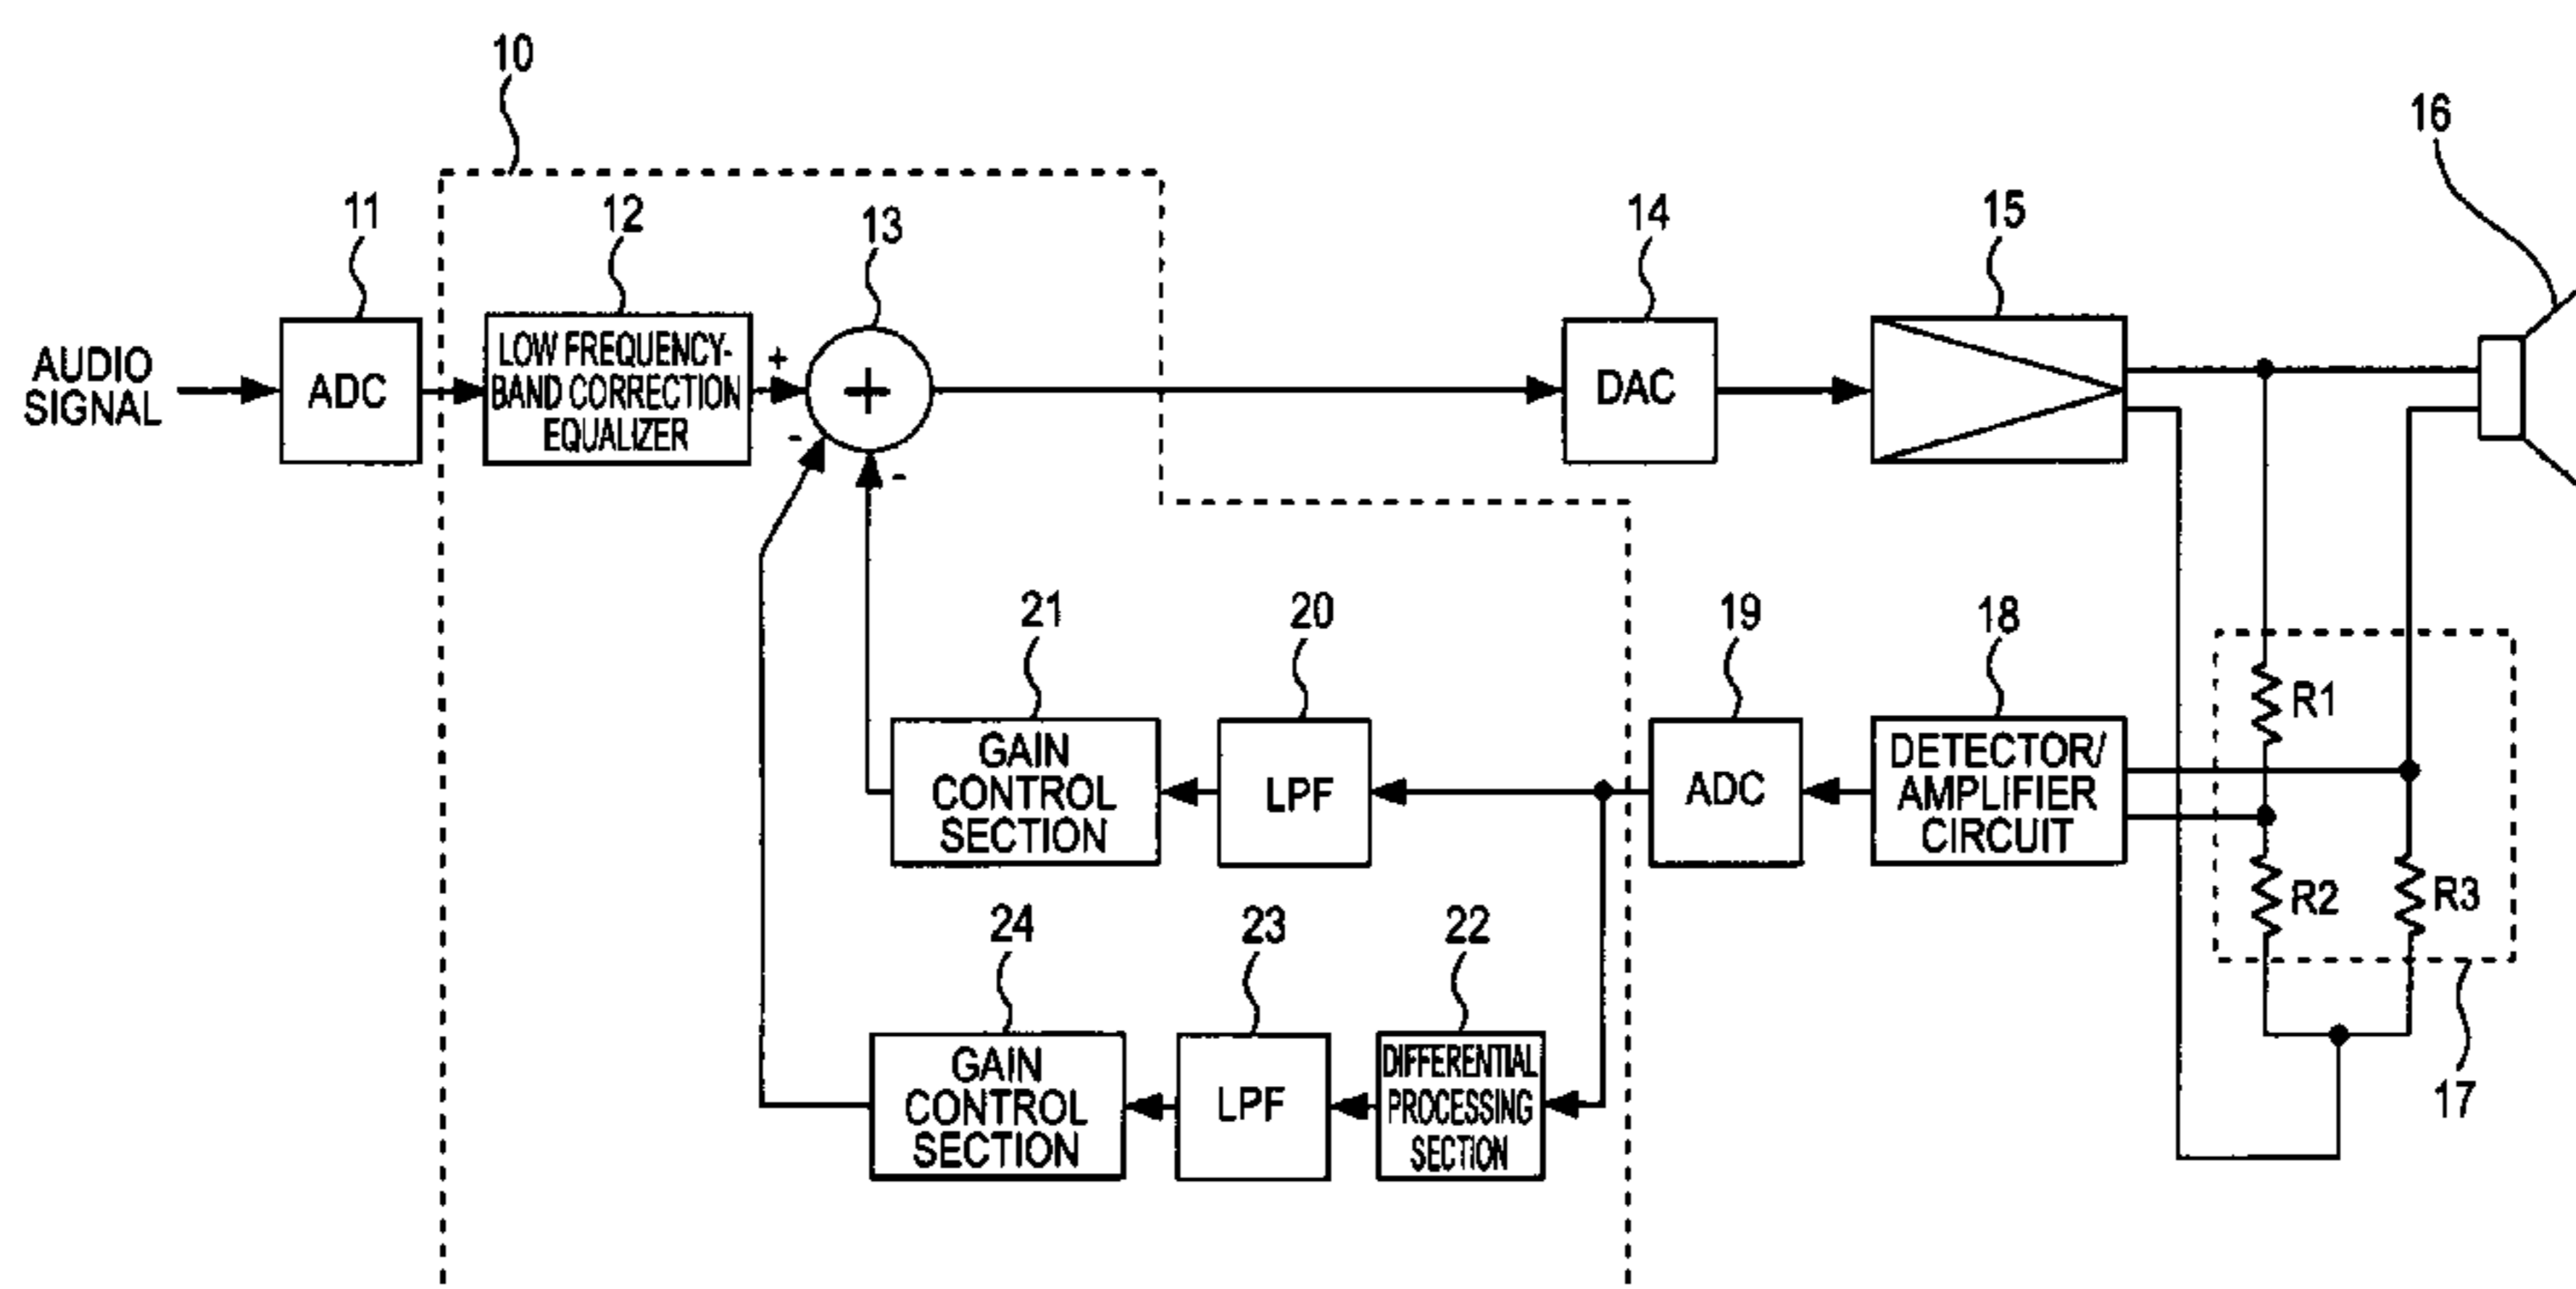 10
16
11
12
13
14
15
AUDIO
SIGNAL
ADC
LOW FREQUENCY-
BAND CORRECTION
EQUALIZER
+
-
+
-
DAC
21
20
19
18
R1
GAIN
CONTROL
SECTION
LPF
ADC
DETECTOR/
AMPLIFIER
CIRCUIT
R2
R3
24
23
22
GAIN
CONTROL
SECTION
LPF
DIFFERENTIAL
PROCESSING
SECTION
17